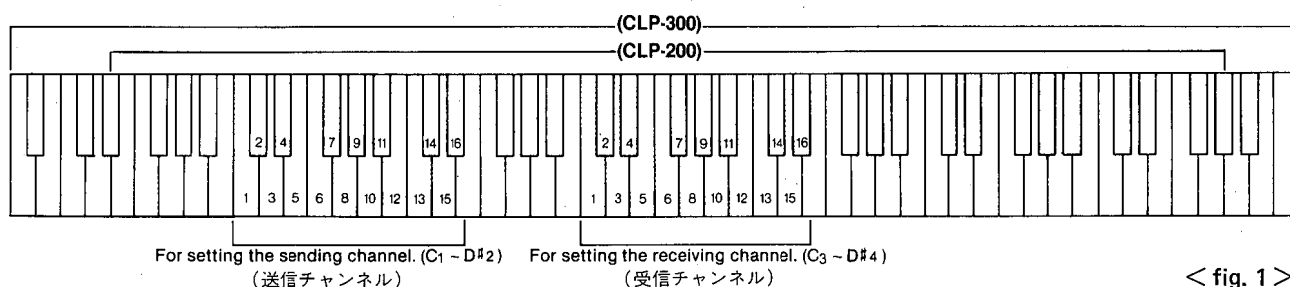 (CLP-300)
(CLP-200)
2 4 7 9 11 14 16 2 4 7 9 11 14 16
1 3 5 6 8 10 12 13 15 1 3 5 6 8 10 12 13 15
For setting the sending channel. (C1 ~ D♯2) For setting the receiving channel. (C3 ~ D♯4)
(送信チャンネル) (受信チャンネル) < fig. 1 >